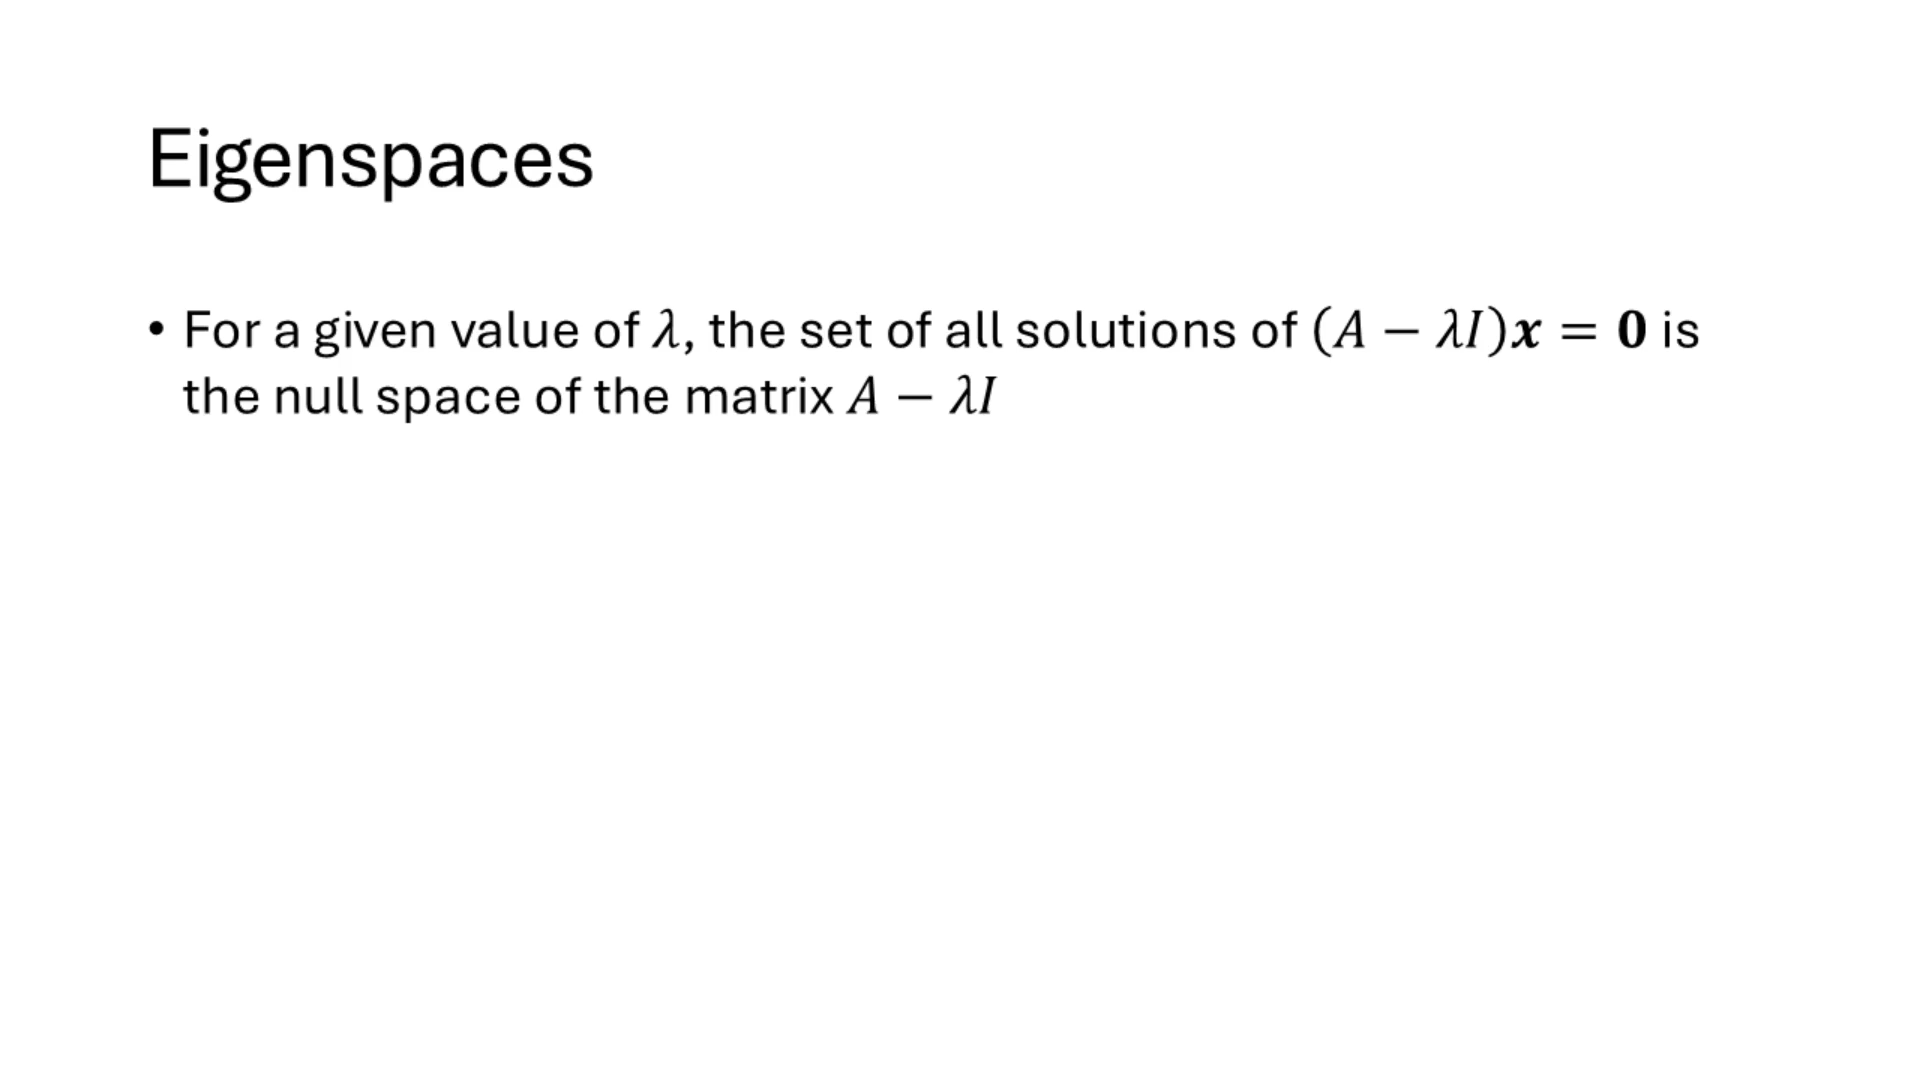 Eigenspaces
• For a given value of λ, the set of all solutions of (A − λI)x = 0 is
the null space of the matrix A − λI